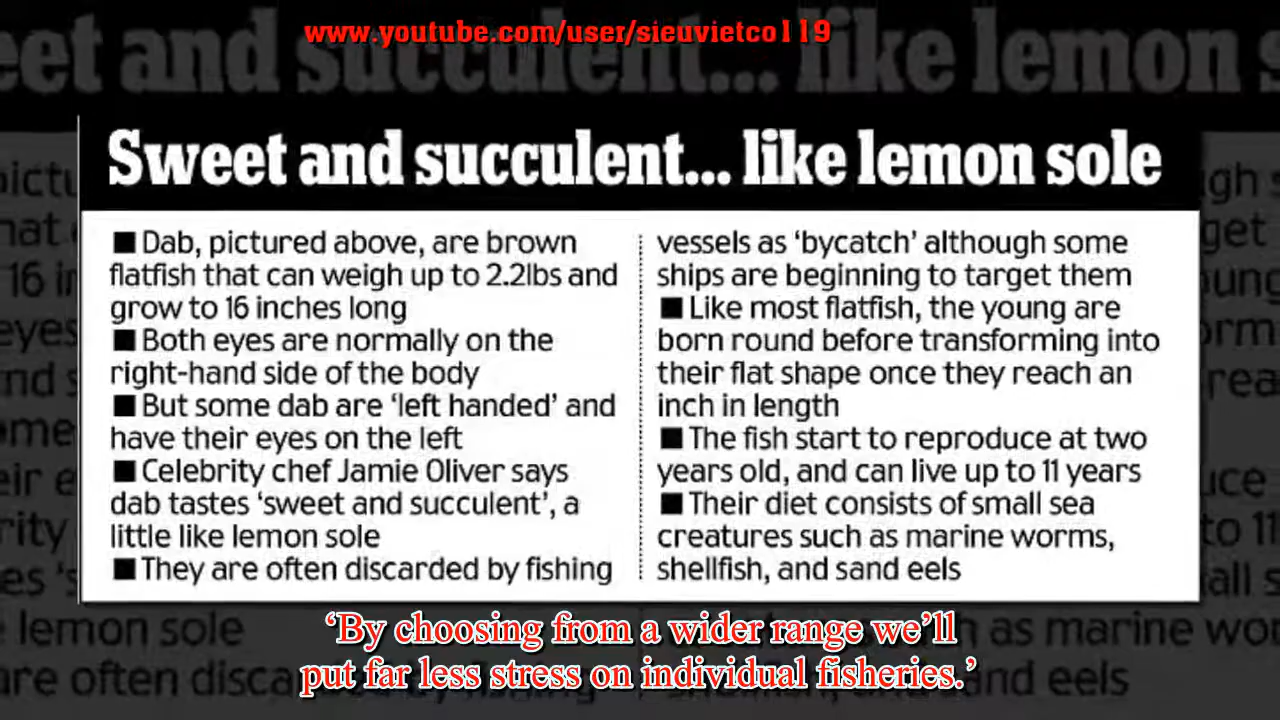 www.youtube.com/user/sieuvietco119
Sweet and succulent... like lemon sole
■ Dab, pictured above, are brown
flatfish that can weigh up to 2.2lbs and
grow to 16 inches long
■ Both eyes are normally on the
right-hand side of the body
■ But some dab are ‘left handed’ and
have their eyes on the left
■ Celebrity chef Jamie Oliver says
dab tastes ‘sweet and succulent’, a
little like lemon sole
■ They are often discarded by fishing
vessels as ‘bycatch’ although some
ships are beginning to target them
■ Like most flatfish, the young are
born round before transforming into
their flat shape once they reach an
inch in length
■ The fish start to reproduce at two
years old, and can live up to 11 years
■ Their diet consists of small sea
creatures such as marine worms,
shellfish, and sand eels
‘By choosing from a wider range we’ll
put far less stress on individual fisheries.’